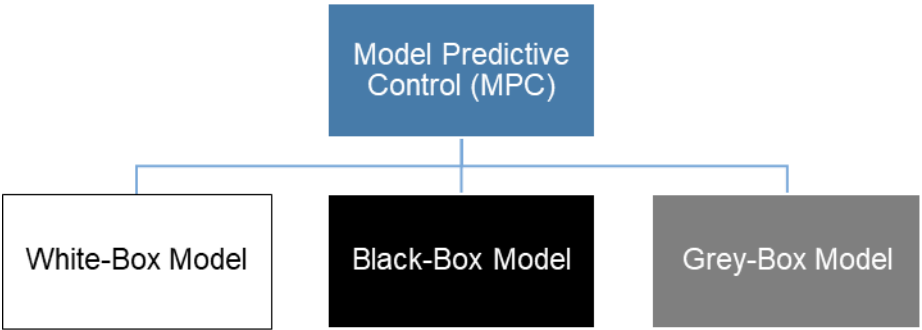 Model Predictive
Control (MPC)
White-Box Model
Black-Box Model
Grey-Box Model